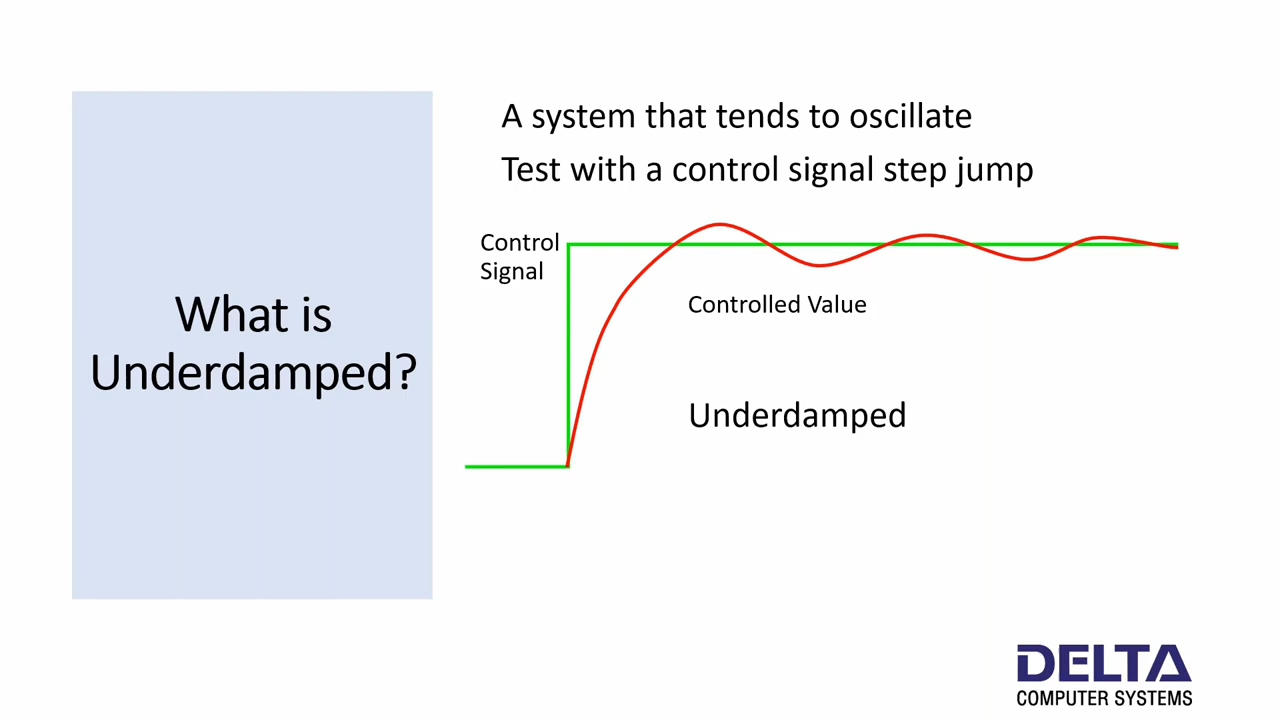 What is
Underdamped?
A system that tends to oscillate
Test with a control signal step jump
Control
Signal
Controlled Value
Underdamped
DELTA
COMPUTER SYSTEMS